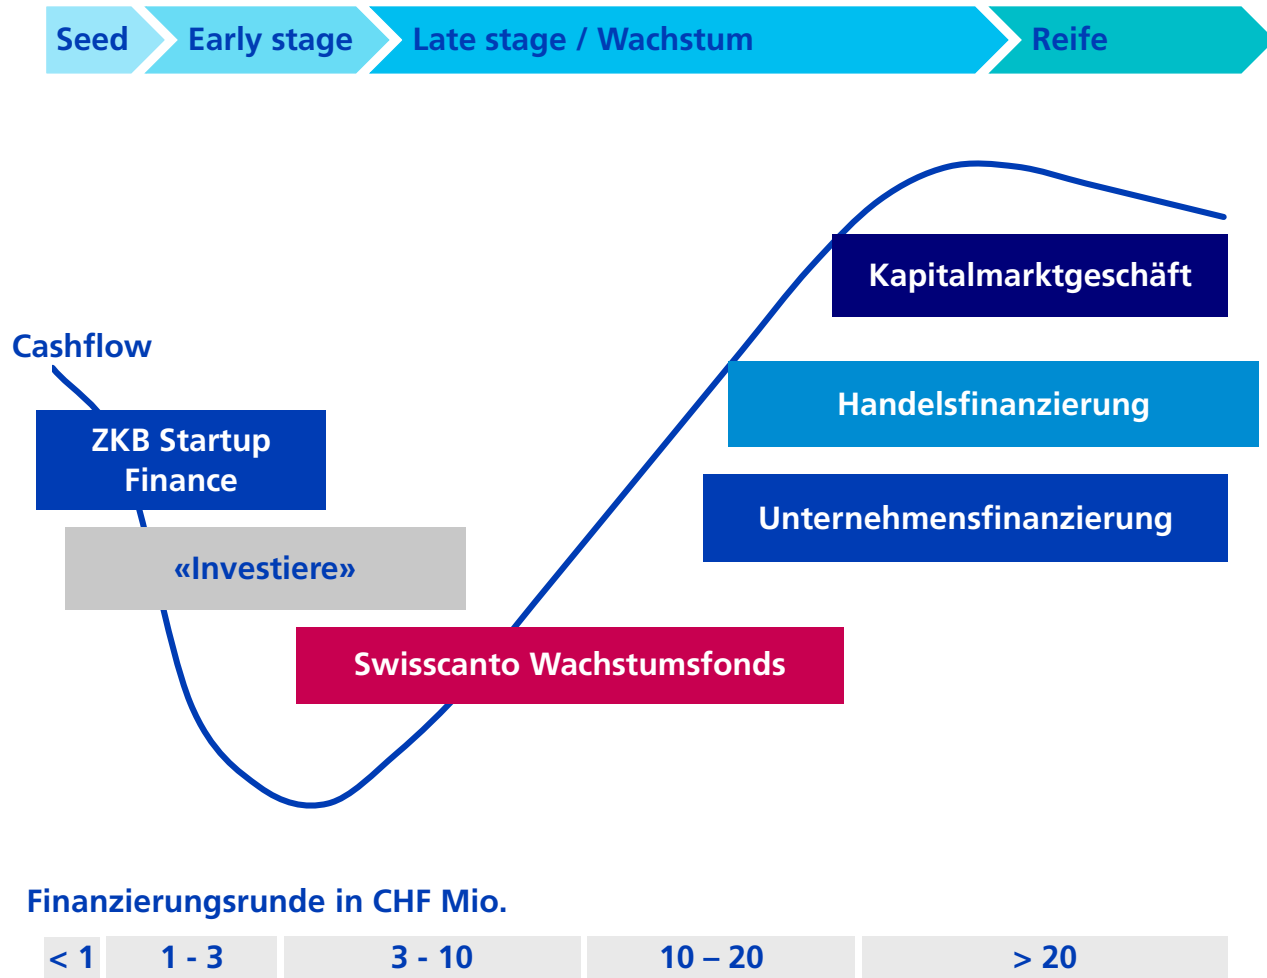 Seed Early stage Late stage / Wachstum Reife
Kapitalmarktgeschäft
Cashflow
Handelsfinanzierung
ZKB Startup
Finance
Unternehmensfinanzierung
«Investiere»
Swisscanto Wachstumsfonds
Finanzierungsrunde in CHF Mio.
< 1 1 - 3 3 - 10 10 – 20 > 20